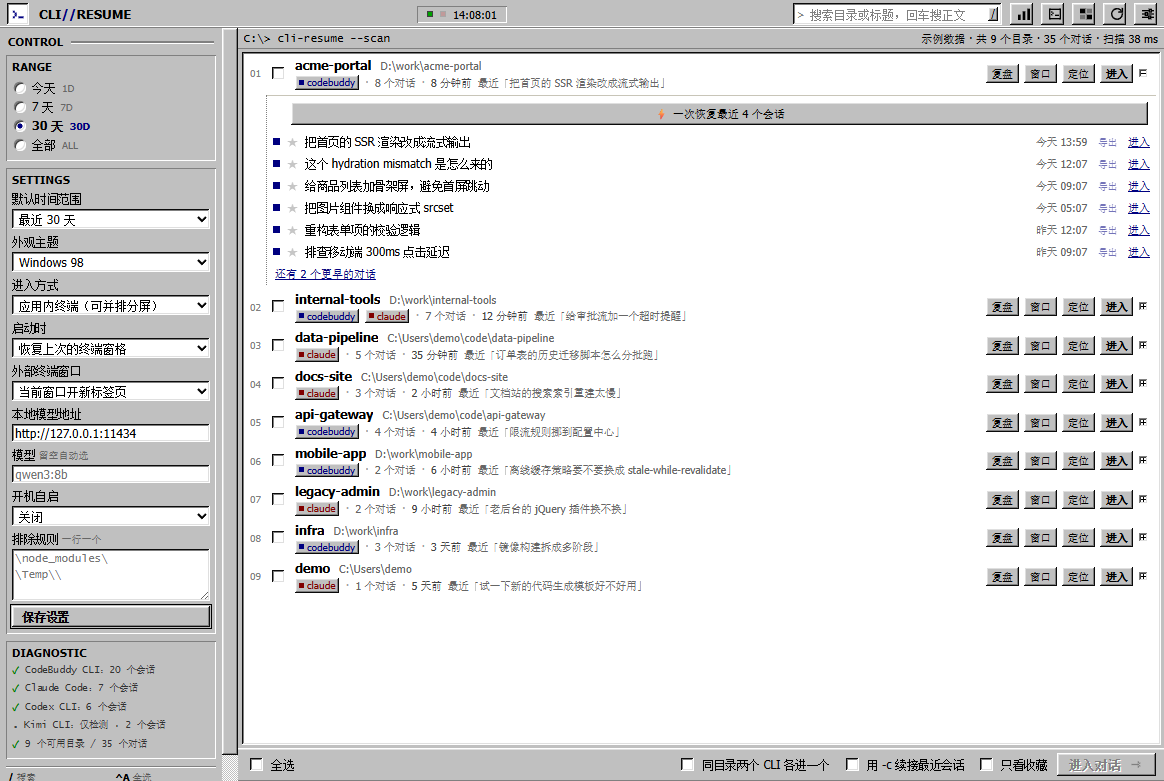 CLI//RESUME
14:08:01
> 搜索目录或标题，回车搜正文 /
CONTROL
RANGE
今天 1D
7 天 7D
30 天 30D
全部 ALL
SETTINGS
默认时间范围
最近 30 天
外观主题
Windows 98
进入方式
应用内终端（可并排分屏）
启动时
恢复上次的终端窗格
外部终端窗口
当前窗口开新标签页
本地模型地址
http://127.0.0.1:11434
模型 留空自动选
qwen3:8b
开机自启
关闭
排除规则 一行一个
\node_modules\
\Temp\\
保存设置
DIAGNOSTIC
✓ CodeBuddy CLI: 20 个会话
✓ Claude Code: 7 个会话
✓ Codex CLI: 6 个会话
. Kimi CLI: 仅检测 · 2 个会话
✓ 9 个可用目录 / 35 个对话
/ 搜索 ^A 全选
C:\> cli-resume --scan
示例数据 · 共 9 个目录 · 35 个对话 · 扫描 38 ms
01 acme-portal D:\work\acme-portal
codebuddy · 8 个对话 · 8 分钟前 最近「把首页的 SSR 渲染改成流式输出」
复盘 窗口 定位 进入
一次恢复最近 4 个会话
★ 把首页的 SSR 渲染改成流式输出 今天 13:59 导出 进入
★ 这个 hydration mismatch 是怎么来的 今天 12:07 导出 进入
★ 给商品列表加骨架屏，避免首屏跳动 今天 09:07 导出 进入
★ 把图片组件换成响应式 srcset 今天 05:07 导出 进入
★ 重构表单项的校验逻辑 昨天 12:07 导出 进入
★ 排查移动端 300ms 点击延迟 昨天 09:07 导出 进入
还有 2 个更早的对话
02 internal-tools D:\work\internal-tools
codebuddy claude · 7 个对话 · 12 分钟前 最近「给审批流加一个超时提醒」
复盘 窗口 定位 进入
03 data-pipeline C:\Users\demo\code\data-pipeline
claude · 5 个对话 · 35 分钟前 最近「订单表的历史迁移脚本怎么分批跑」
复盘 窗口 定位 进入
04 docs-site C:\Users\demo\code\docs-site
claude · 3 个对话 · 2 小时前 最近「文档站的搜索索引重建太慢」
复盘 窗口 定位 进入
05 api-gateway C:\Users\demo\code\api-gateway
codebuddy · 4 个对话 · 4 小时前 最近「限流规则挪到配置中心」
复盘 窗口 定位 进入
06 mobile-app D:\work\mobile-app
codebuddy · 2 个对话 · 6 小时前 最近「离线缓存策略要不要换成 stale-while-revalidate」
复盘 窗口 定位 进入
07 legacy-admin D:\work\legacy-admin
claude · 2 个对话 · 9 小时前 最近「老后台的 jQuery 插件换不换」
复盘 窗口 定位 进入
08 infra D:\work\infra
codebuddy · 3 个对话 · 3 天前 最近「镜像构建拆成多阶段」
复盘 窗口 定位 进入
09 demo C:\Users\demo
claude · 1 个对话 · 5 天前 最近「试一下新的代码生成模板好不好用」
复盘 窗口 定位 进入
全选 同目录两个 CLI 各进一个 用 -c 续接最近会话 只看收藏 进入对话 →